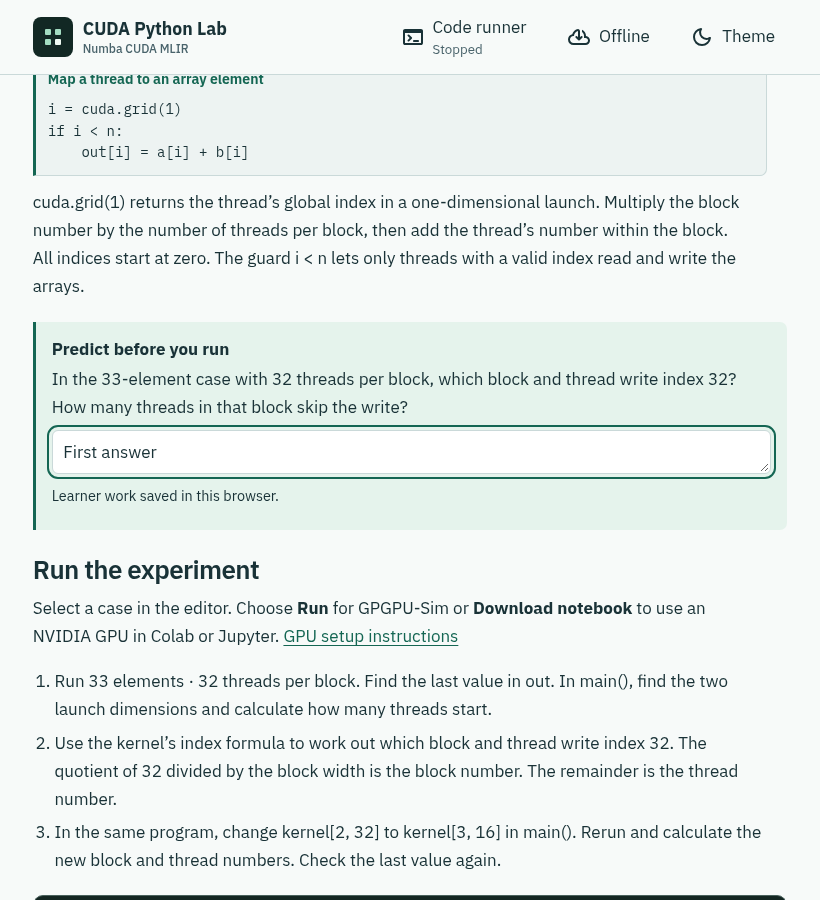 CUDA Python Lab
Numba CUDA MLIR
Code runner
Stopped
Offline
Theme
Map a thread to an array element
i = cuda.grid(1)
if i < n:
    out[i] = a[i] + b[i]
cuda.grid(1) returns the thread’s global index in a one-dimensional launch. Multiply the block
number by the number of threads per block, then add the thread’s number within the block.
All indices start at zero. The guard i < n lets only threads with a valid index read and write the
arrays.
Predict before you run
In the 33-element case with 32 threads per block, which block and thread write index 32?
How many threads in that block skip the write?
First answer
Learner work saved in this browser.
Run the experiment
Select a case in the editor. Choose Run for GPGPU-Sim or Download notebook to use an
NVIDIA GPU in Colab or Jupyter. GPU setup instructions
1. Run 33 elements · 32 threads per block. Find the last value in out. In main(), find the two
launch dimensions and calculate how many threads start.
2. Use the kernel’s index formula to work out which block and thread write index 32. The
quotient of 32 divided by the block width is the block number. The remainder is the thread
number.
3. In the same program, change kernel[2, 32] to kernel[3, 16] in main(). Rerun and calculate the
new block and thread numbers. Check the last value again.